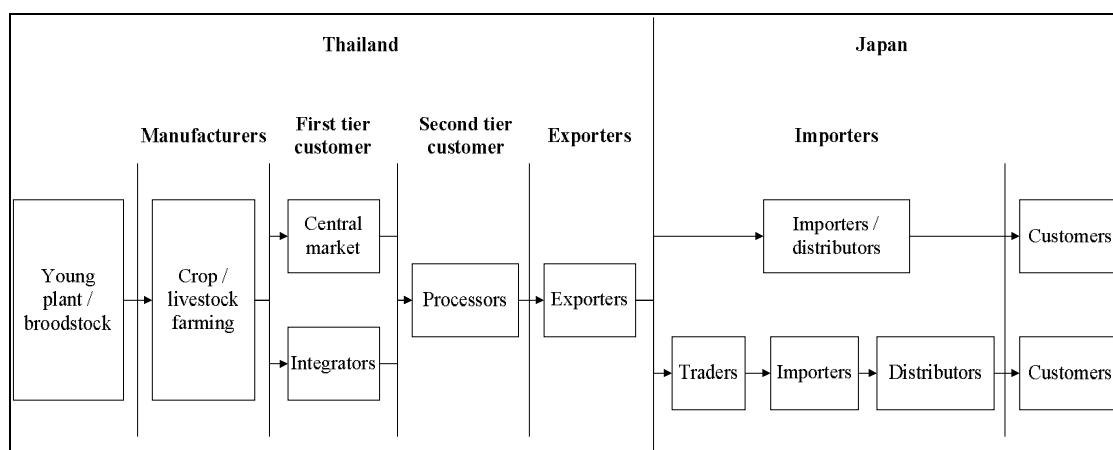 Thailand
Japan
Manufacturers
First tier
customer
Second tier
customer
Exporters
Importers
Young
plant /
broodstock
Crop /
livestock
farming
Central
market
Integrators
Processors
Exporters
Importers /
distributors
Customers
Traders
Importers
Distributors
Customers